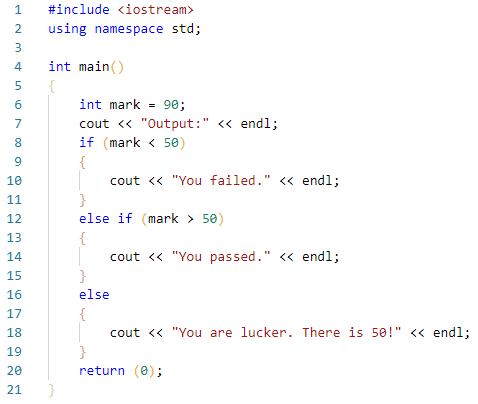 1 #include <iostream>
2 using namespace std;
3
4 int main()
5 {
6     int mark = 90;
7     cout << "Output:" << endl;
8     if (mark < 50)
9     {
10         cout << "You failed." << endl;
11     }
12     else if (mark > 50)
13     {
14         cout << "You passed." << endl;
15     }
16     else
17     {
18         cout << "You are lucker. There is 50!" << endl;
19     }
20     return (0);
21 }